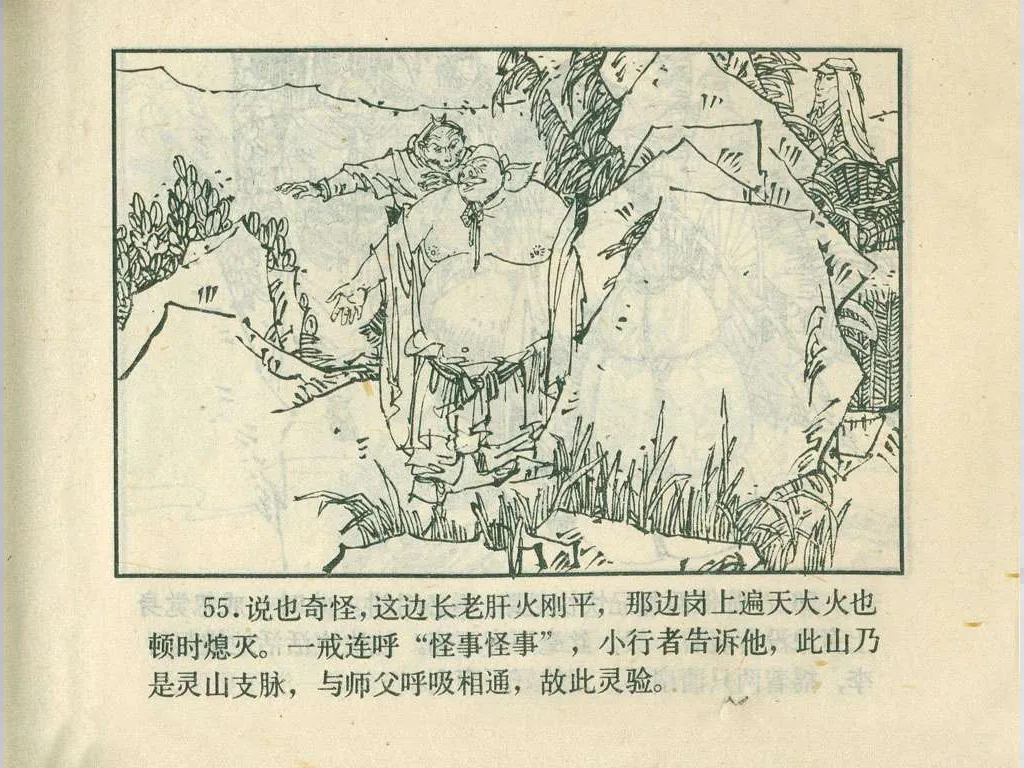 55.说也奇怪，这边长老肝火刚平，那边岗上遍天大火也
顿时熄灭。一戒连呼“怪事怪事”，小行者告诉他，此山乃
是灵山支脉，与师父呼吸相通，故此灵验。